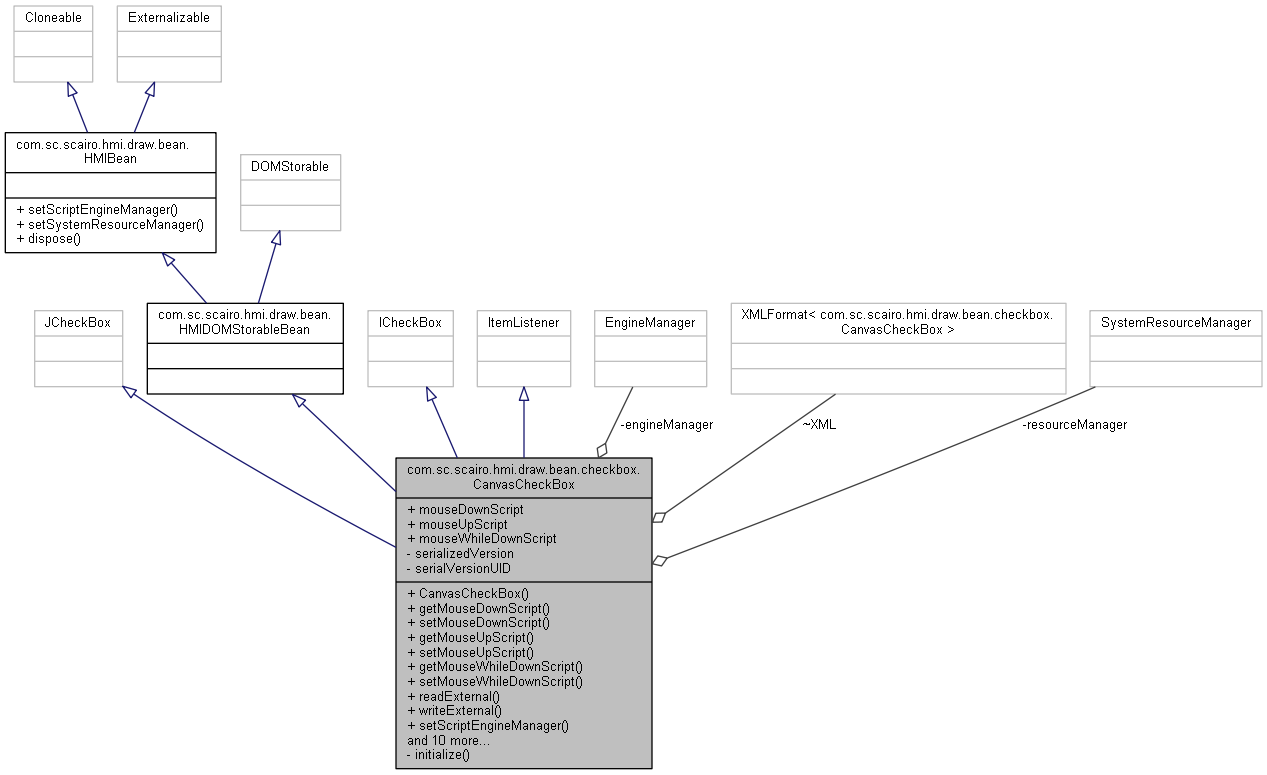 Cloneable
Externalizable
com.sc.scairo.hmi.draw.bean.
HMIBean
+ setScriptEngineManager()
+ setSystemResourceManager()
+ dispose()
DOMStorable
JCheckBox
com.sc.scairo.hmi.draw.bean.
HMIDOMStorableBean
ICheckBox
ItemListener
EngineManager
XMLFormat< com.sc.scairo.hmi.draw.bean.checkbox.
CanvasCheckBox >
SystemResourceManager
-engineManager
~XML
-resourceManager
com.sc.scairo.hmi.draw.bean.checkbox.
CanvasCheckBox
+ mouseDownScript
+ mouseUpScript
+ mouseWhileDownScript
- serializedVersion
- serialVersionUID
+ CanvasCheckBox()
+ getMouseDownScript()
+ setMouseDownScript()
+ getMouseUpScript()
+ setMouseUpScript()
+ getMouseWhileDownScript()
+ setMouseWhileDownScript()
+ readExternal()
+ writeExternal()
+ setScriptEngineManager()
and 10 more...
- initialize()